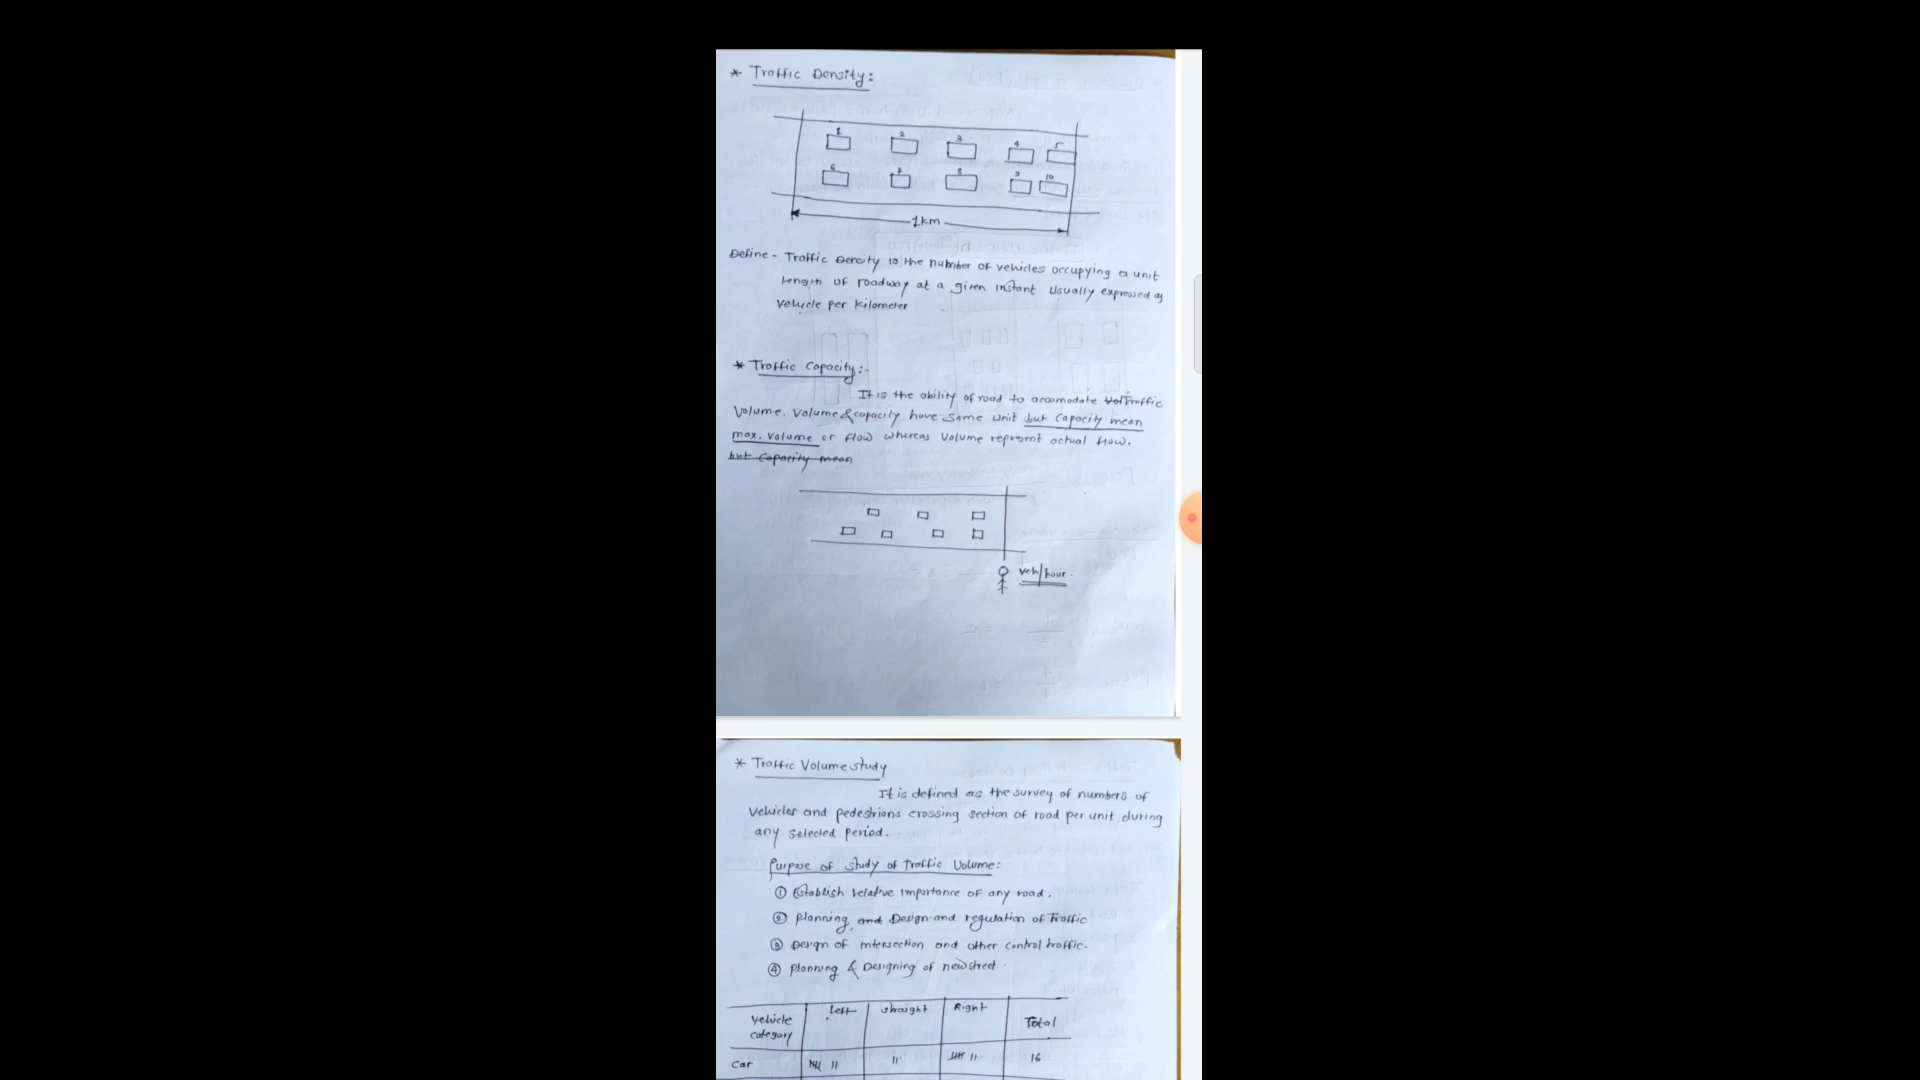 * Traffic Density:
1 2 3 4 5
6 7 8 9 10
1km
Define - Traffic Density is the number of vehicles occupying a unit
length of roadway at a given instant usually expressed as
vehicle per kilometer
* Traffic Capacity:-
It is the ability of road to acomodate vol Traffic
Volume. Volume & capacity have same unit but capacity mean
max. volume or flow whereas volume represent actual flow.
but capacity mean
veh/hour.
* Traffic Volume study
It is defined as the survey of numbers of
vehicles and pedestrians crossing section of road per unit during
any selected period.
purpose of study of Traffic Volume:
① Establish relative importance of any road.
② planning, and Design and regulation of Traffic
③ Design of intersection and other control traffic.
④ planning & Designing of new street.
Vehicle category Left straight Right Total
Car 𝍸 11 11 𝍸 11 16